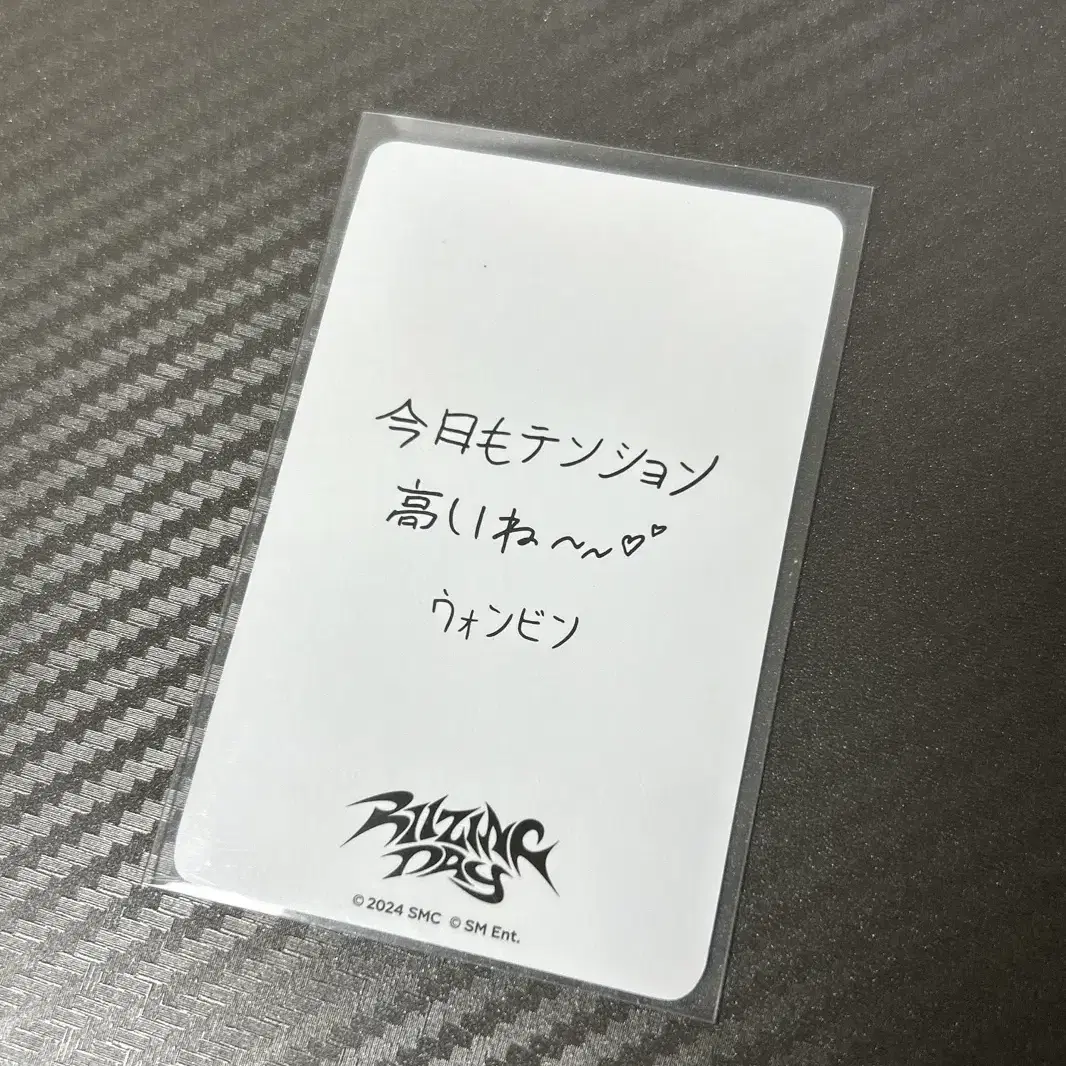 今日もテンション
高いね~~♡♡
ウォンビン
RIIZING
DAY
© 2024 SMC © SM Ent.